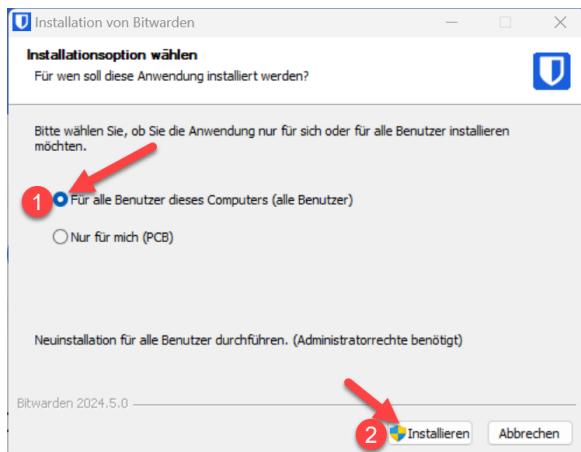 Installation von Bitwarden
Installationsoption wählen
Für wen soll diese Anwendung installiert werden?
Bitte wählen Sie, ob Sie die Anwendung nur für sich oder für alle Benutzer installieren
möchten.
1
Für alle Benutzer dieses Computers (alle Benutzer)
Nur für mich (PCB)
Neuinstallation für alle Benutzer durchführen. (Administratorrechte benötigt)
Bitwarden 2024.5.0
2
Installieren
Abbrechen